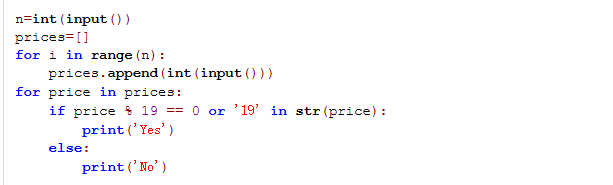 n=int(input())
prices=[]
for i in range(n):
    prices.append(int(input()))
for price in prices:
    if price % 19 == 0 or '19' in str(price):
        print('Yes')
    else:
        print('No')